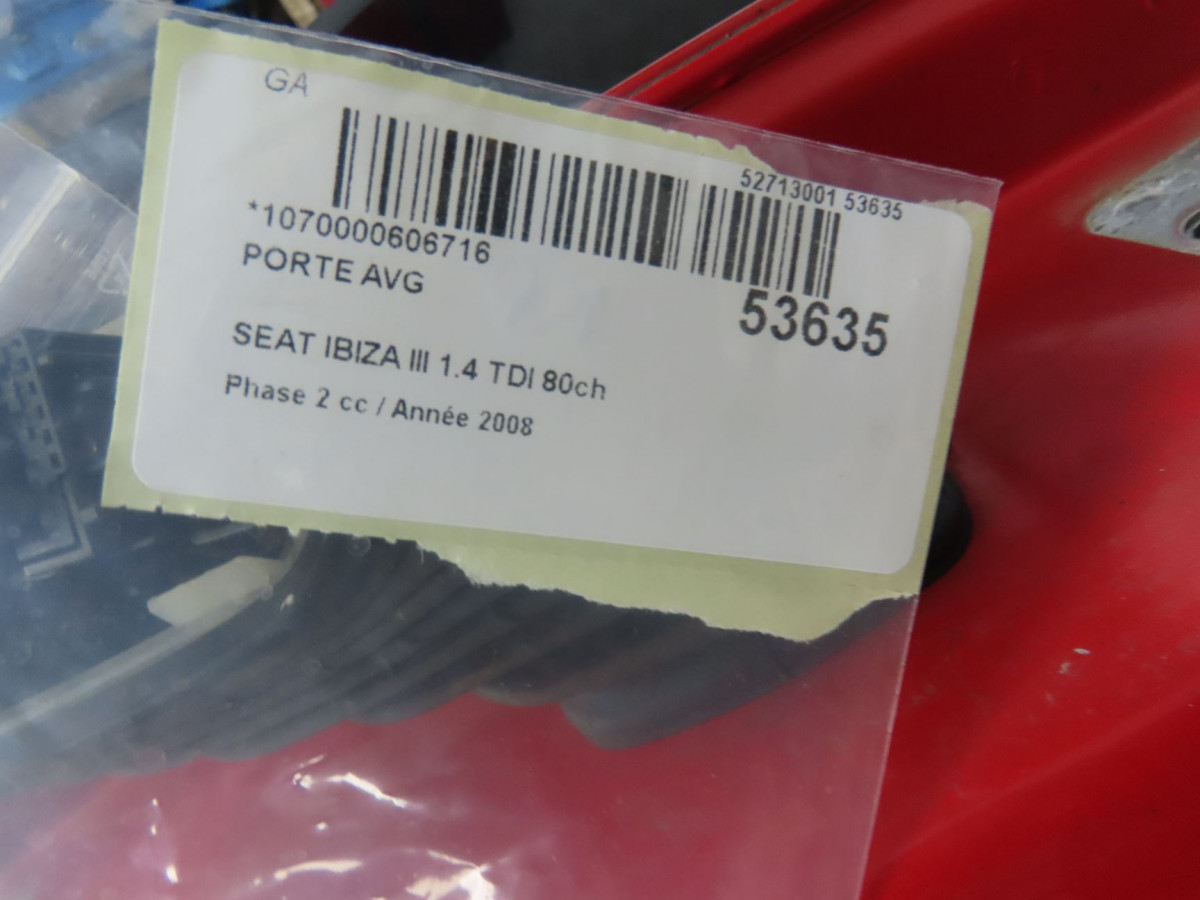 GA
52713001 53635
*1070000606716
PORTE AVG
53635
SEAT IBIZA III 1.4 TDI 80ch
Phase 2 cc / Année 2008